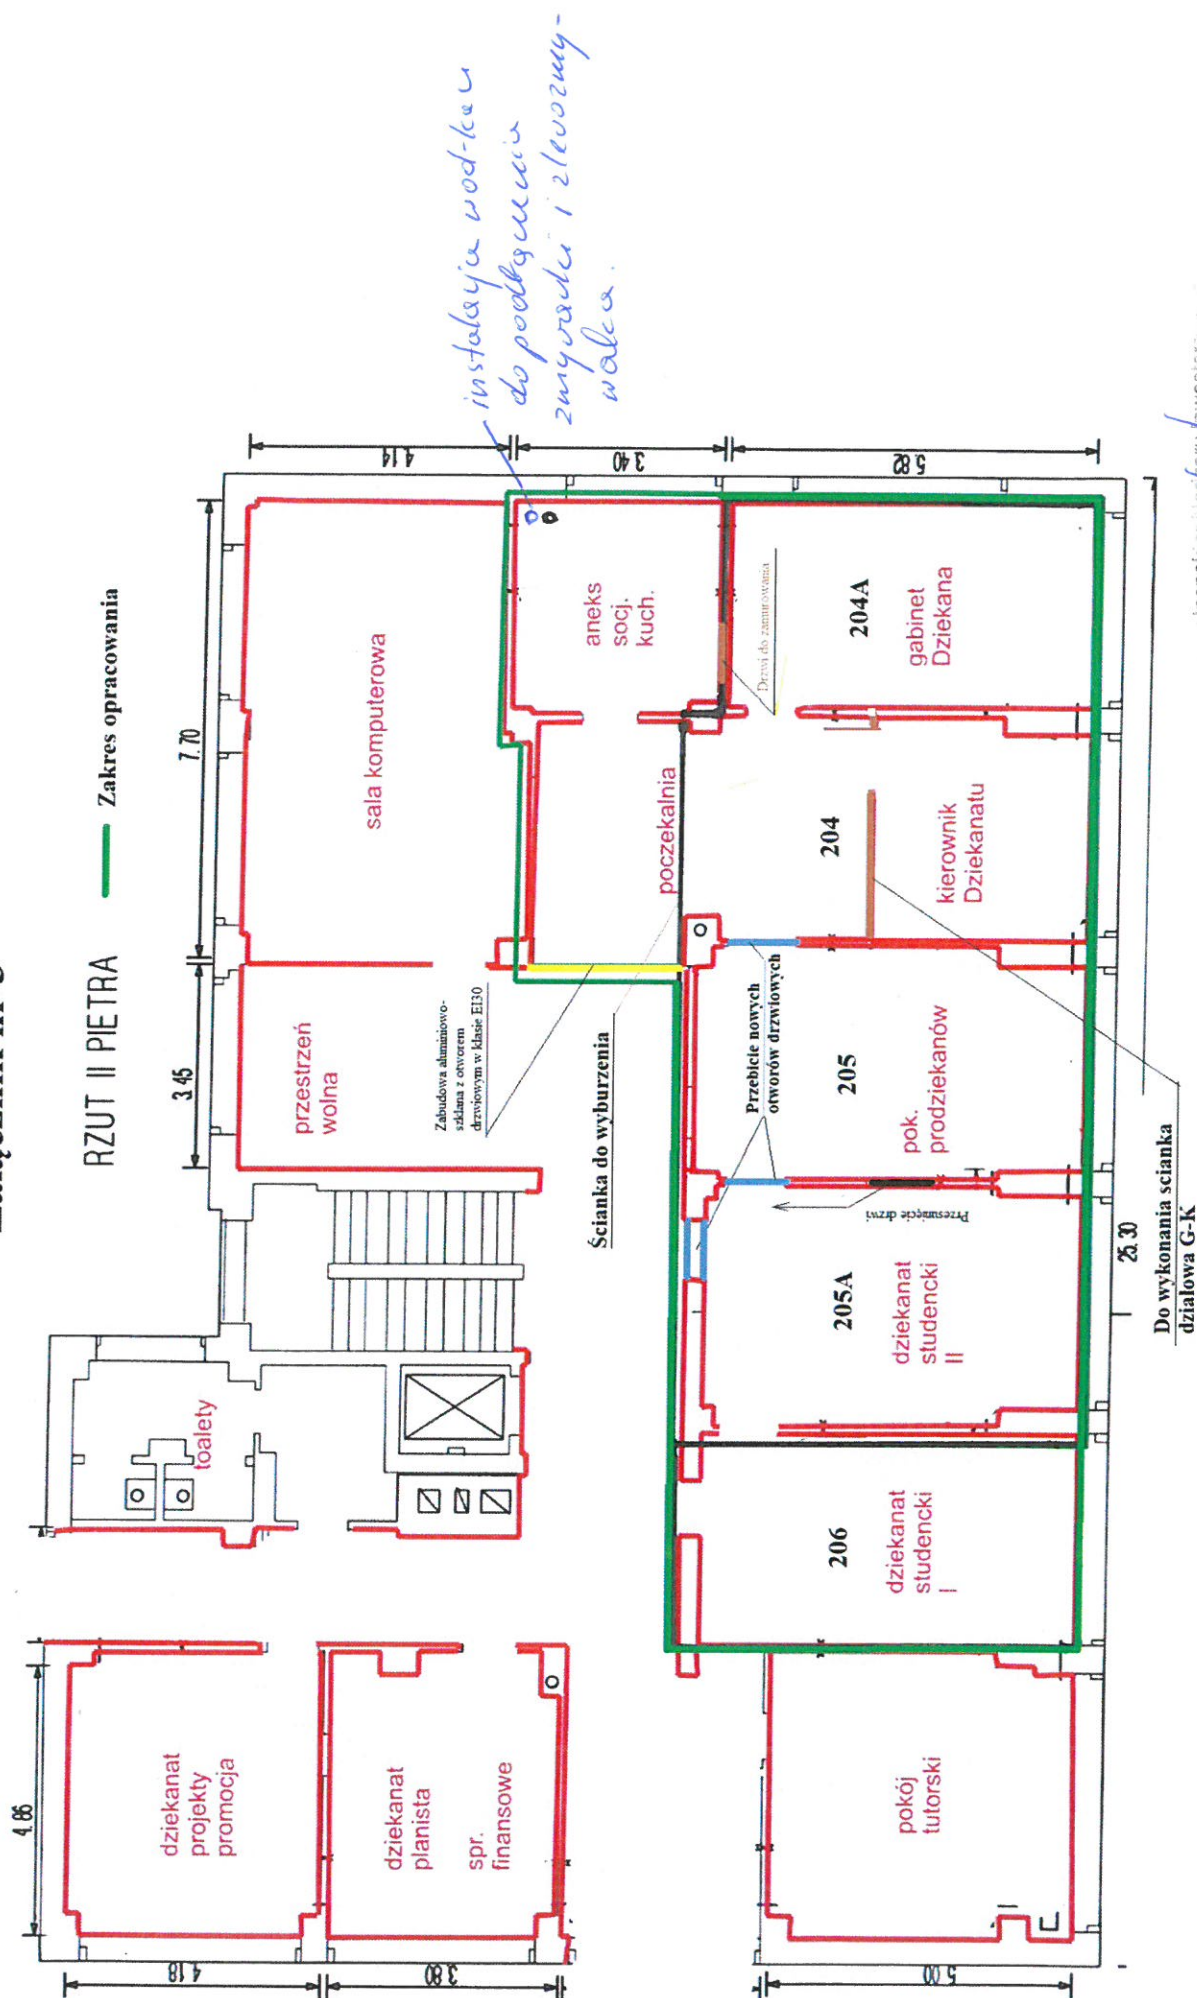 RZUT II PIETRA
Zakres opracowania
4.86
3.45
7.70
4.18
3.80
5.00
4.14
3.40
5.82
25.30
dziekanat
projekty
promocja
dziekanat
planista
spr.
finansowe
toalety
przestrzeń
wolna
sala komputerowa
instalacja wod-kan
do podłączenia
zmywarki i zlewozmy-
walca.
Zabudowa aluminiowo-
szklana z otworem
drzwiowym w klasie EI30
Ścianka do wyburzenia
poczekalnia
aneks
socj.
kuch.
Drzwi do zamurowania
Przebicie nowych
otworów drzwiowych
Przesunięcie drzwi
pokój
tutorski
206
dziekanat
studencki
I
205A
dziekanat
studencki
II
205
pok.
prodziekanów
204
kierownik
Dziekanatu
204A
gabinet
Dziekana
Do wykonania scianka
działowa G-K